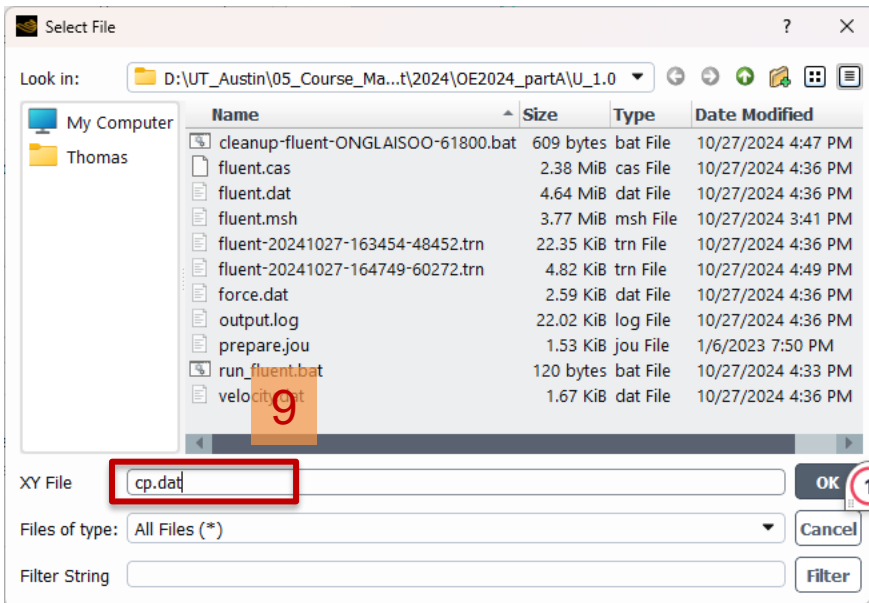 Select File ? ×
Look in: D:\UT_Austin\05_Course_Ma...t\2024\OE2024_partA\U_1.0
My Computer
Thomas
Name Size Type Date Modified
cleanup-fluent-ONGLAISOO-61800.bat 609 bytes bat File 10/27/2024 4:47 PM
fluent.cas 2.38 MiB cas File 10/27/2024 4:36 PM
fluent.dat 4.64 MiB dat File 10/27/2024 4:36 PM
fluent.msh 3.77 MiB msh File 10/27/2024 3:41 PM
fluent-20241027-163454-48452.trn 22.35 KiB trn File 10/27/2024 4:36 PM
fluent-20241027-164749-60272.trn 4.82 KiB trn File 10/27/2024 4:49 PM
force.dat 2.59 KiB dat File 10/27/2024 4:36 PM
output.log 22.02 KiB log File 10/27/2024 4:36 PM
prepare.jou 1.53 KiB jou File 1/6/2023 7:50 PM
run_fluent.bat 120 bytes bat File 10/27/2024 4:33 PM
velocity.dat 1.67 KiB dat File 10/27/2024 4:36 PM
9
XY File cp.dat OK
Files of type: All Files (*) Cancel
Filter String Filter